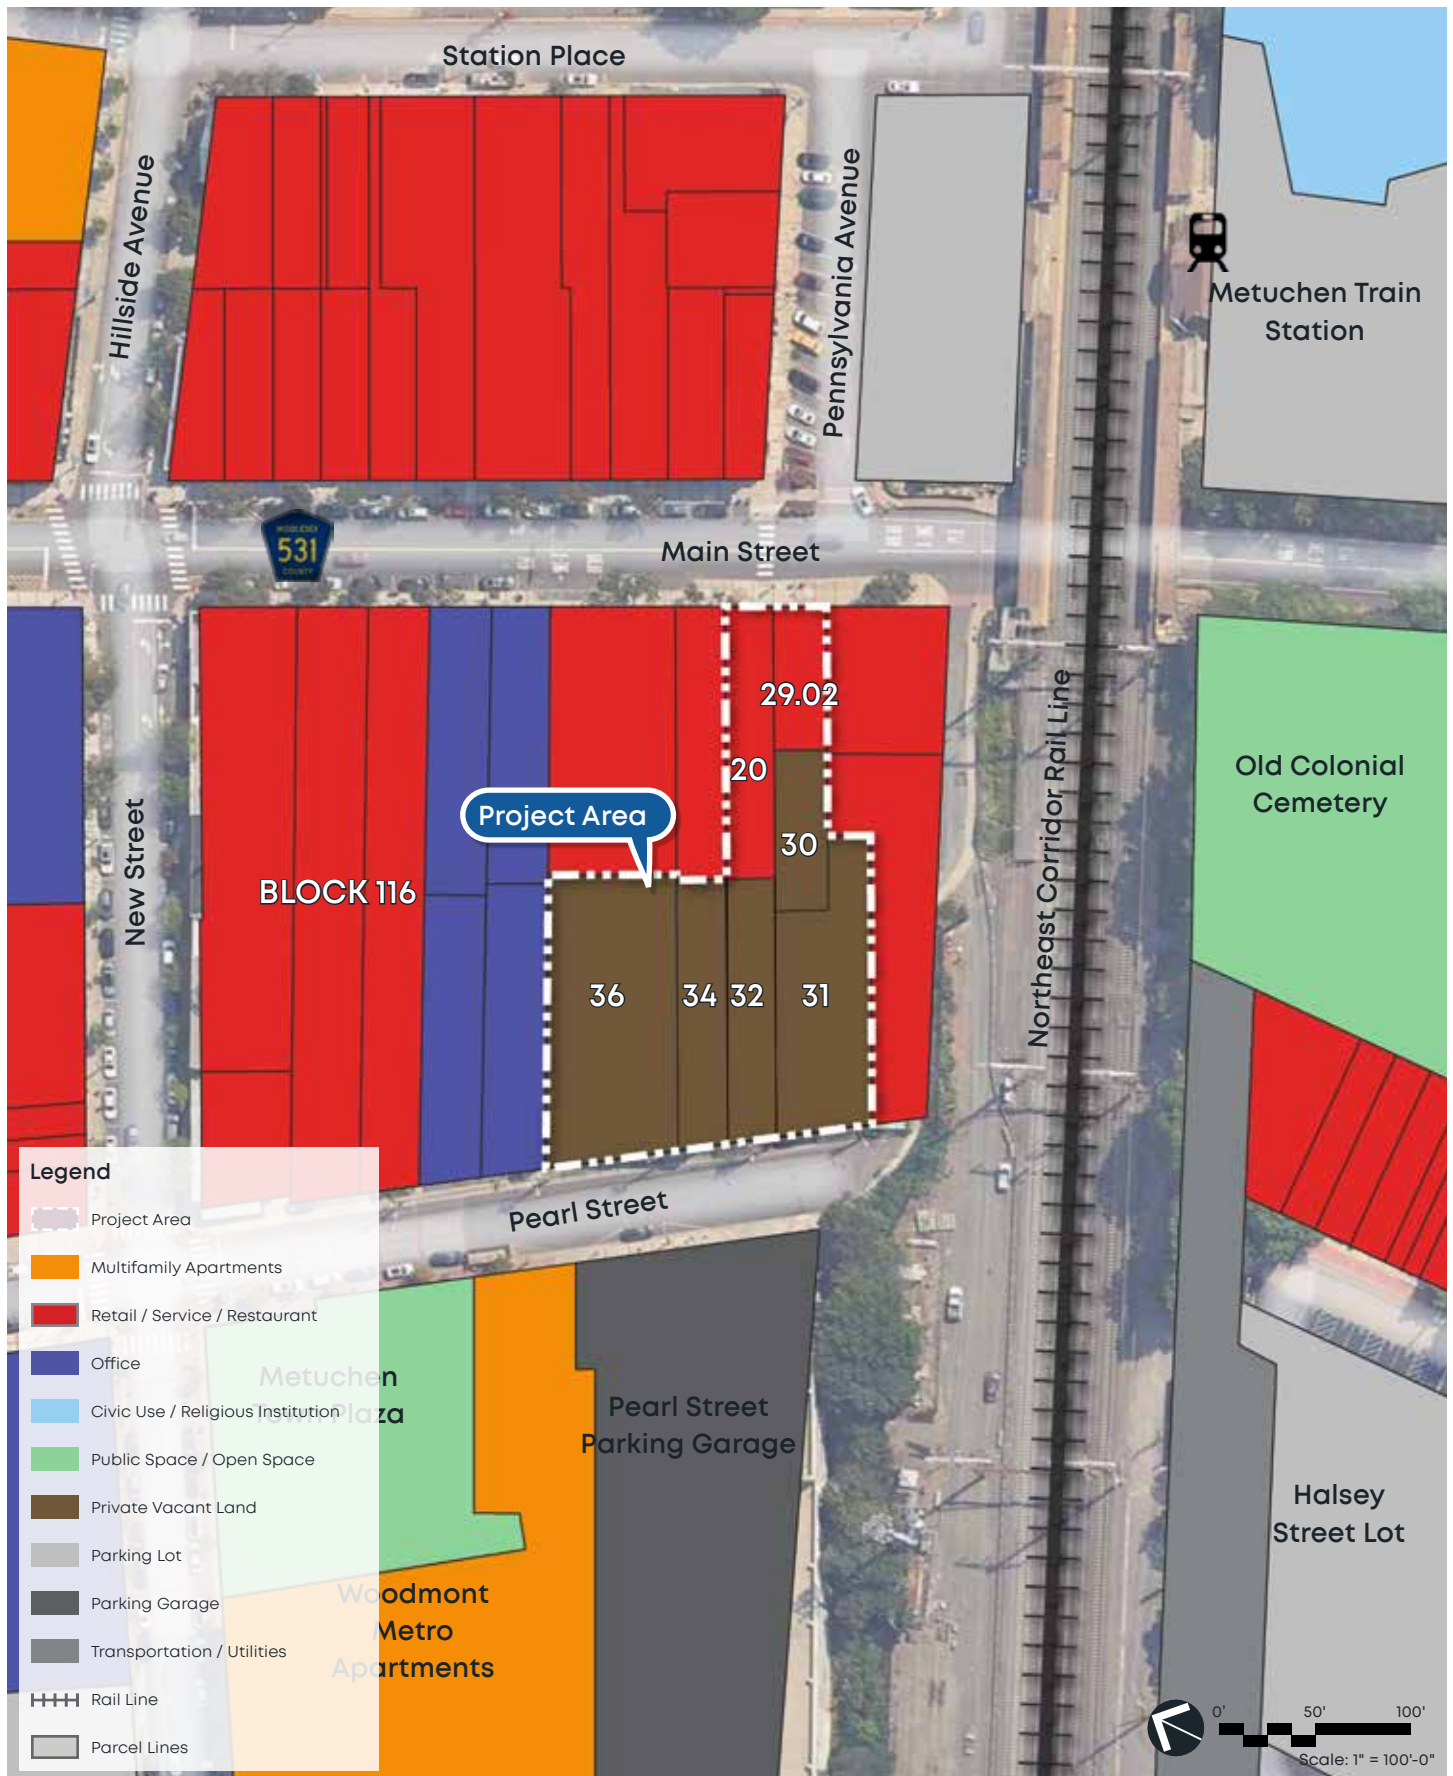 Station Place
Hillside Avenue
Pennsylvania Avenue
Metuchen Train
Station
MIDDLESEX
531
COUNTY
Main Street
29.02
20
Project Area
30
BLOCK 116
36
34
32
31
New Street
Northeast Corridor Rail Line
Old Colonial
Cemetery
Pearl Street
Legend
Project Area
Multifamily Apartments
Retail / Service / Restaurant
Office
Civic Use / Religious Institution
Public Space / Open Space
Private Vacant Land
Parking Lot
Parking Garage
Transportation / Utilities
Rail Line
Parcel Lines
Metuchen
Town Plaza
Pearl Street
Parking Garage
Woodmont
Metro
Apartments
Halsey
Street Lot
0' 50' 100'
Scale: 1" = 100'-0"